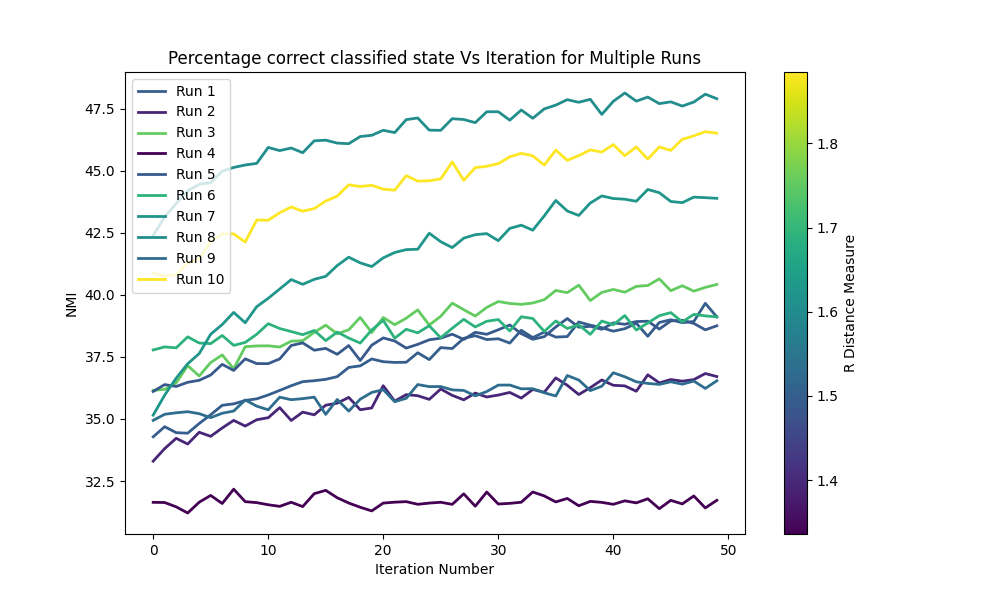 Percentage correct classified state Vs Iteration for Multiple Runs
47.5
45.0
42.5
40.0
37.5
35.0
32.5
NMI
Run 1
Run 2
Run 3
Run 4
Run 5
Run 6
Run 7
Run 8
Run 9
Run 10
0
10
20
30
40
50
Iteration Number
1.8
1.7
1.6
1.5
1.4
R Distance Measure